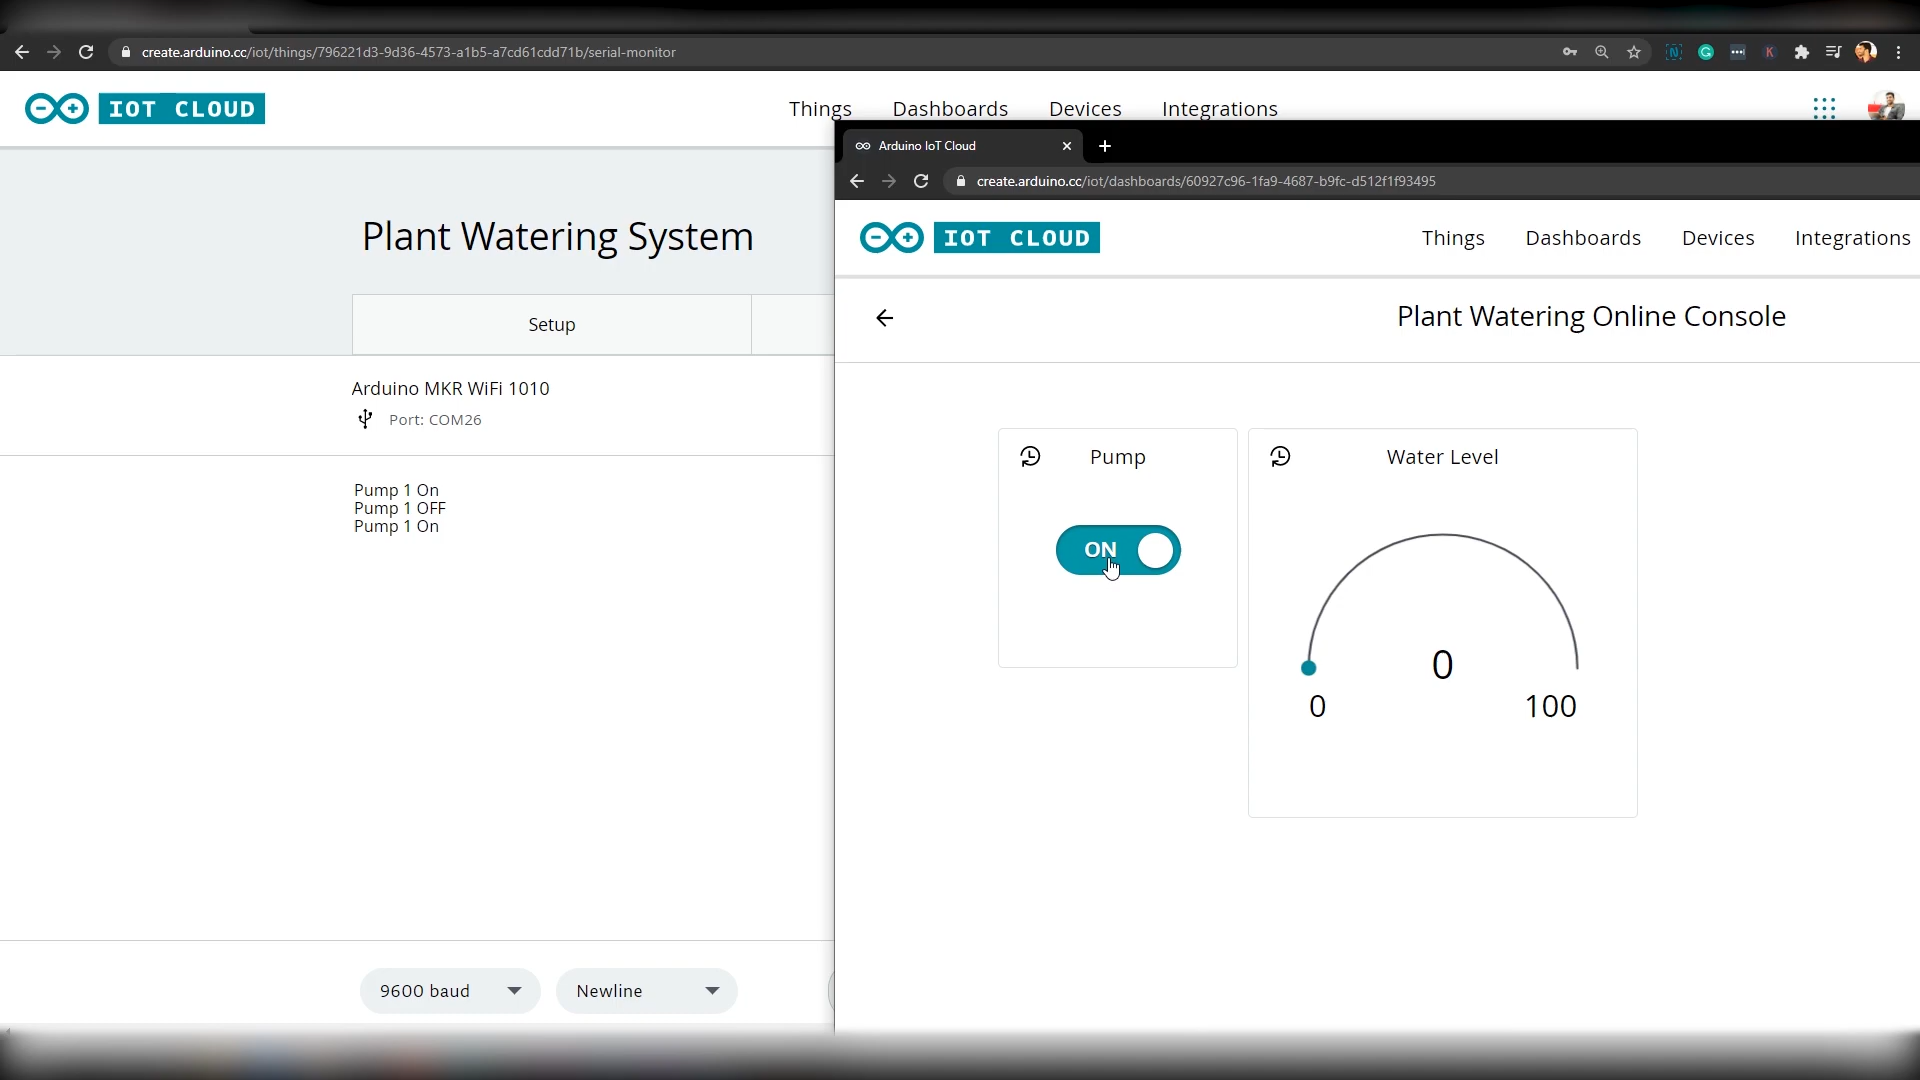 create.arduino.cc/iot/things/796221d3-9d36-4573-a1b5-a7cd61cdd71b/serial-monitor
IOT CLOUD
Things Dashboards Devices Integrations
Plant Watering System
Setup
Arduino MKR WiFi 1010
Port: COM26
Pump 1 On
Pump 1 OFF
Pump 1 On
9600 baud
Newline
Arduino IoT Cloud
create.arduino.cc/iot/dashboards/60927c96-1fa9-4687-b9fc-d512f1f93495
IOT CLOUD
Things Dashboards Devices Integrations
Plant Watering Online Console
Pump
ON
Water Level
0
0 100